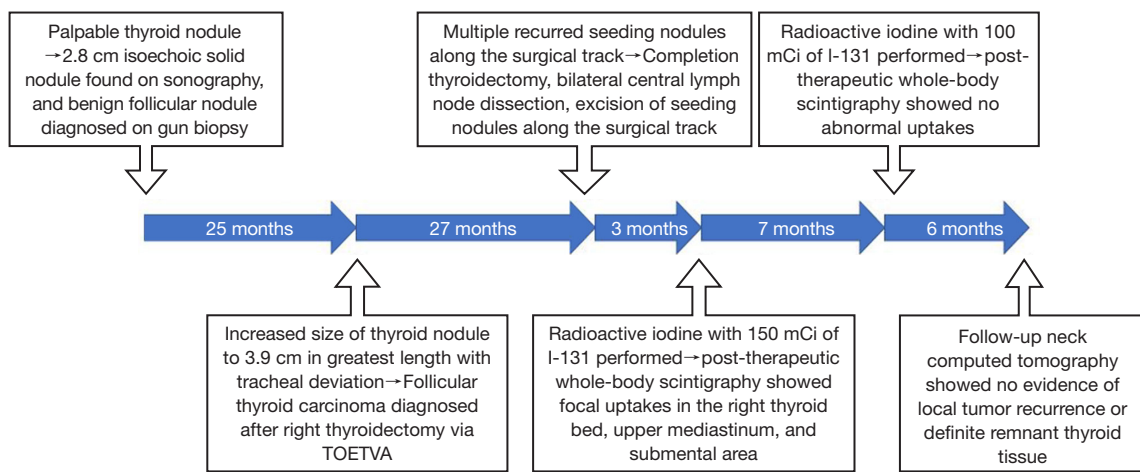 Palpable thyroid nodule
→2.8 cm isoechoic solid
nodule found on sonography,
and benign follicular nodule
diagnosed on gun biopsy
Multiple recurred seeding nodules
along the surgical track→Completion
thyroidectomy, bilateral central lymph
node dissection, excision of seeding
nodules along the surgical track
Radioactive iodine with 100
mCi of I-131 performed→post-
therapeutic whole-body
scintigraphy showed no
abnormal uptakes
25 months
27 months
3 months
7 months
6 months
Increased size of thyroid nodule
to 3.9 cm in greatest length with
tracheal deviation→Follicular
thyroid carcinoma diagnosed
after right thyroidectomy via
TOETVA
Radioactive iodine with 150 mCi of
I-131 performed→post-therapeutic
whole-body scintigraphy showed
focal uptakes in the right thyroid
bed, upper mediastinum, and
submental area
Follow-up neck
computed tomography
showed no evidence of
local tumor recurrence or
definite remnant thyroid
tissue